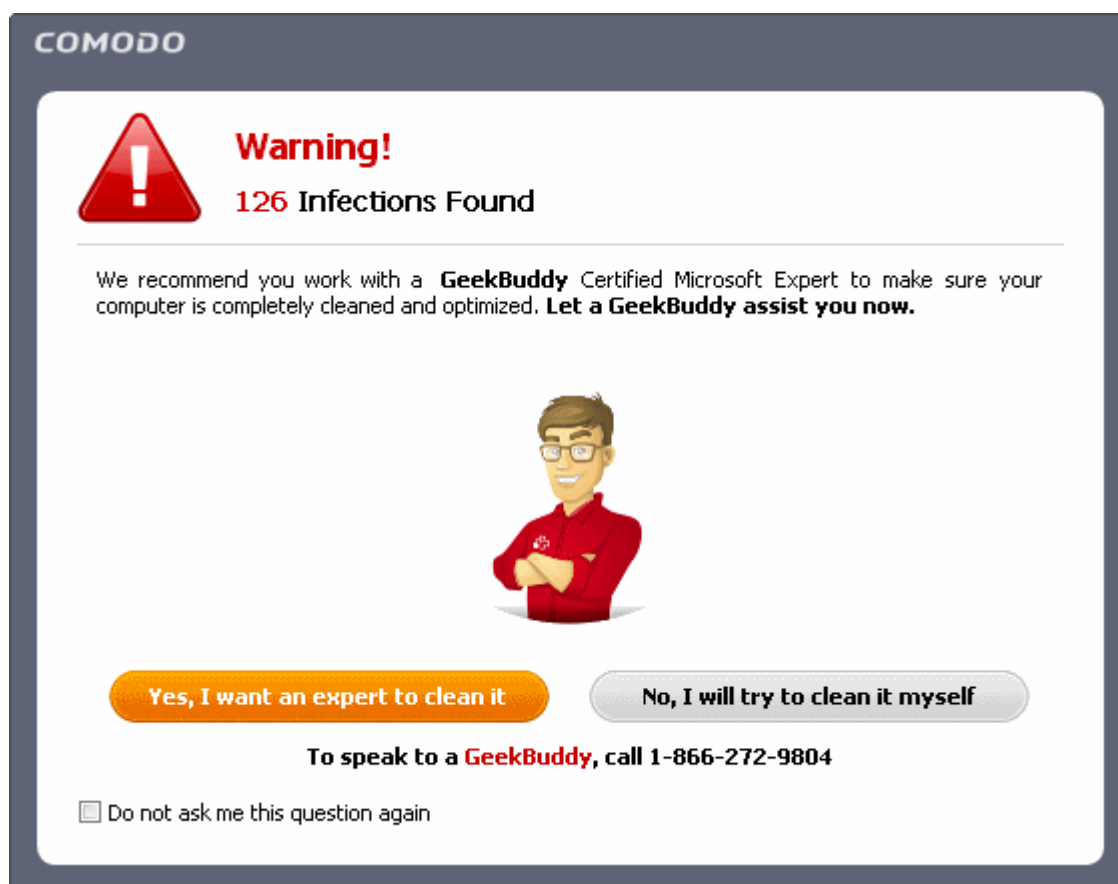 COMODO
Warning!
126 Infections Found
We recommend you work with a GeekBuddy Certified Microsoft Expert to make sure your
computer is completely cleaned and optimized. Let a GeekBuddy assist you now.
Yes, I want an expert to clean it
No, I will try to clean it myself
To speak to a GeekBuddy, call 1-866-272-9804
Do not ask me this question again